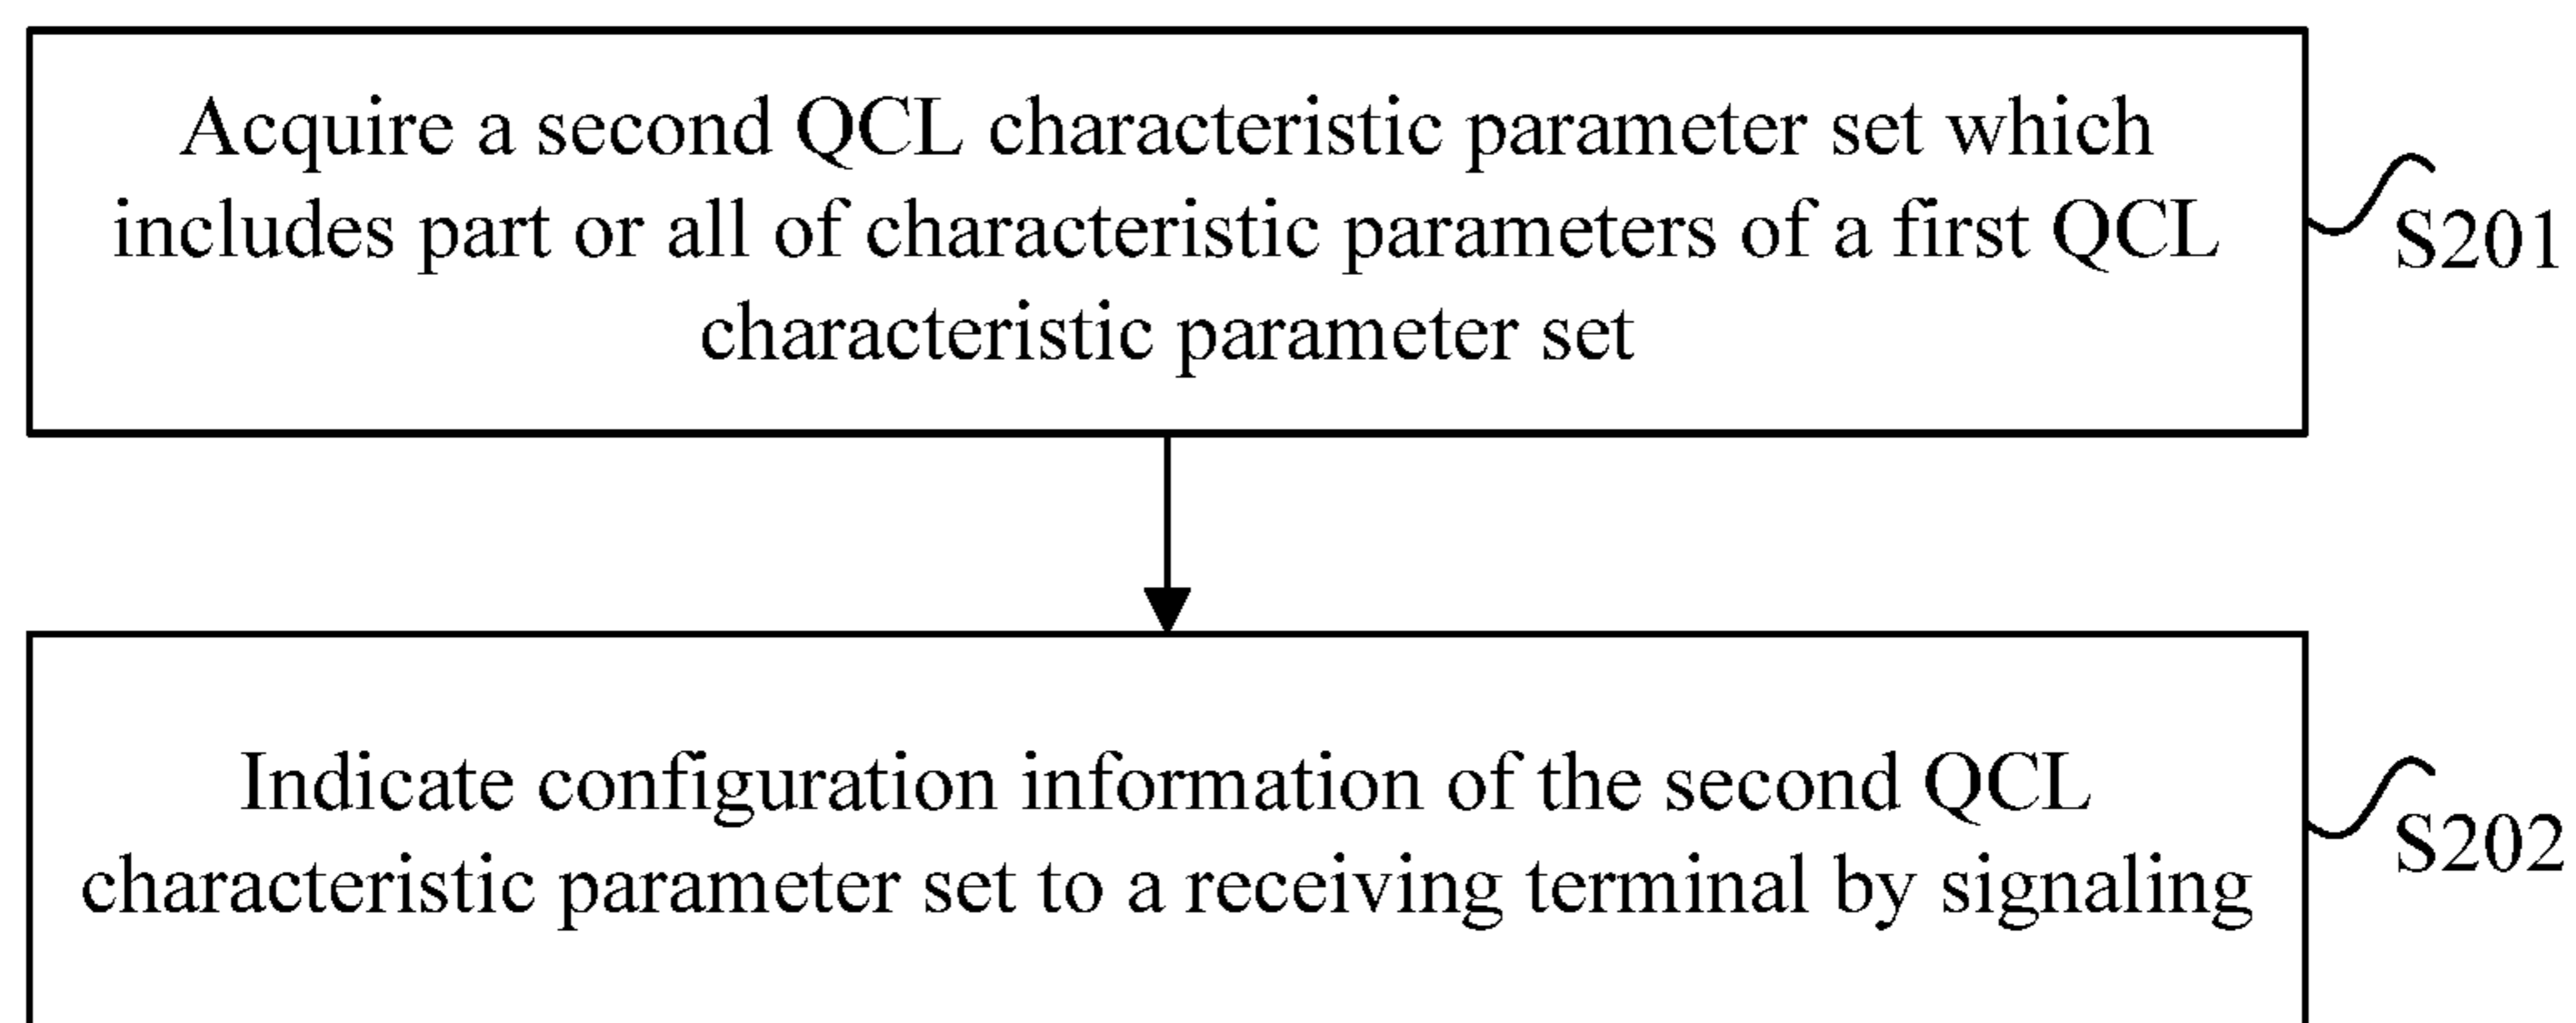 Acquire a second QCL characteristic parameter set which
includes part or all of characteristic parameters of a first QCL
characteristic parameter set
S201
Indicate configuration information of the second QCL
characteristic parameter set to a receiving terminal by signaling
S202